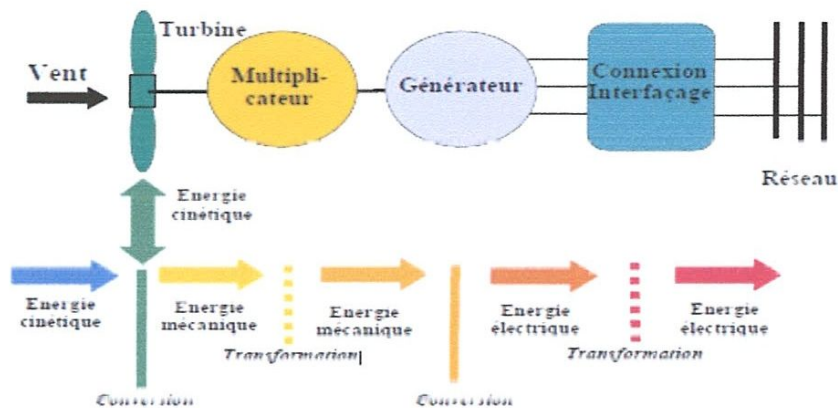 Turbine
Vent
Multipli-
cateur
Générateur
Connexion
Interfaçage
Réseau
Energie
cinétique
Energie
cinétique
Energie
mécanique
Transformation
Energie
mécanique
Energie
électrique
Transformation
Energie
électrique
Conversion
Conversion